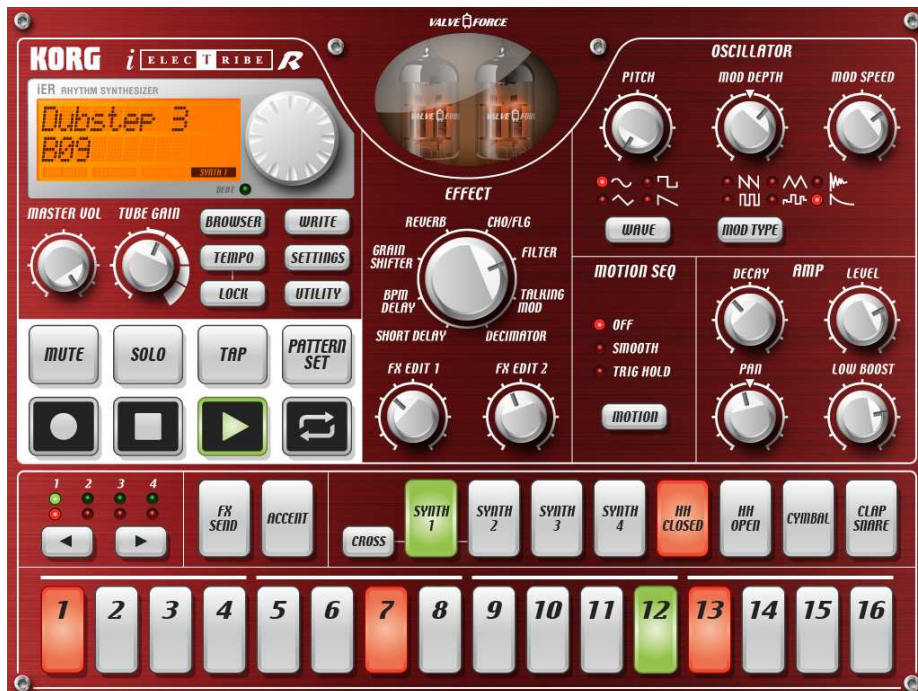 VALVE FORCE
KORG i ELECTRIBE R
iER RHYTHM SYNTHESIZER
Dubstep 3
B09
SYNTH 1
BEAT
MASTER VOL
TUBE GAIN
BROWSER
WRITE
TEMPO
SETTINGS
LOCK
UTILITY
MUTE
SOLO
TAP
PATTERN
SET
VALVE FORCE
VALVE FORCE
EFFECT
REVERB
CHO/FLG
GRAIN
SHIFTER
FILTER
BPM
DELAY
TALKING
MOD
SHORT DELAY
DECIMATOR
FX EDIT 1
FX EDIT 2
OSCILLATOR
PITCH
MOD DEPTH
MOD SPEED
WAVE
MOD TYPE
MOTION SEQ
OFF
SMOOTH
TRIG HOLD
MOTION
AMP
DECAY
LEVEL
PAN
LOW BOOST
1 2 3 4
FX
SEND
ACCENT
CROSS
SYNTH
1
SYNTH
2
SYNTH
3
SYNTH
4
HH
CLOSED
HH
OPEN
CYMBAL
CLAP
SNARE
1 2 3 4 5 6 7 8 9 10 11 12 13 14 15 16